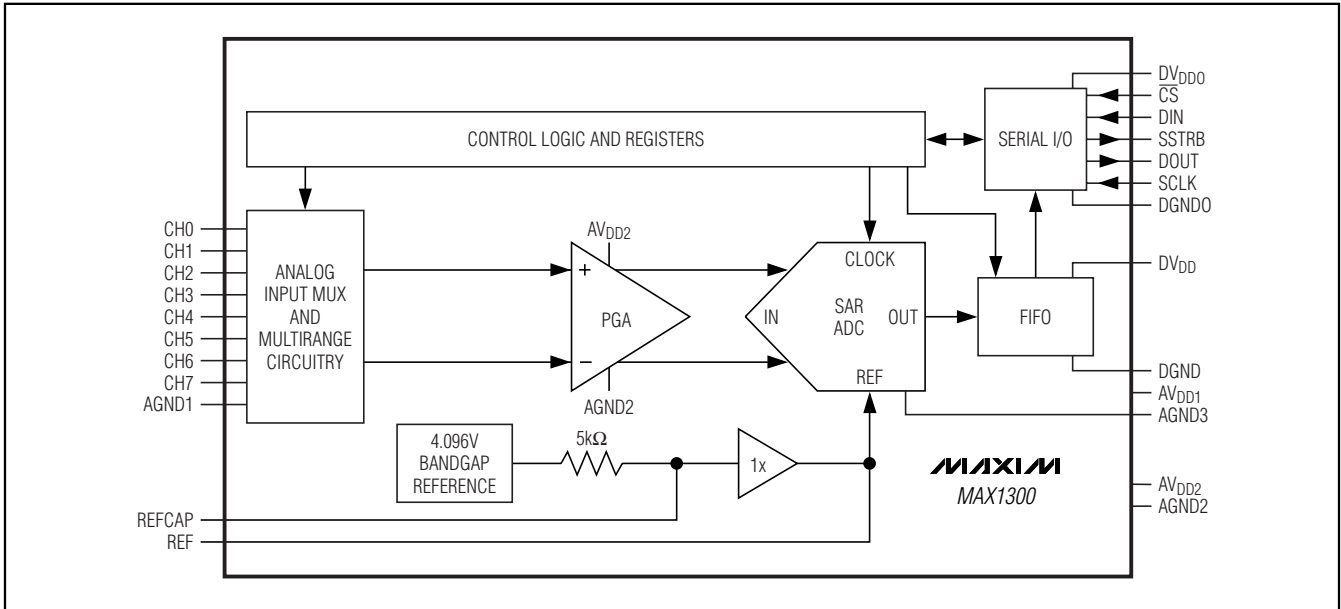 CONTROL LOGIC AND REGISTERS
SERIAL I/O
DVDD0
CS
DIN
SSTRB
DOUT
SCLK
DGNDO
CH0
CH1
CH2
CH3
CH4
CH5
CH6
CH7
AGND1
ANALOG
INPUT MUX
AND
MULTIRANGE
CIRCUITRY
AVDD2
+
PGA
−
AGND2
CLOCK
IN
SAR
ADC
OUT
REF
FIFO
DVDD
DGND
AVDD1
AGND3
4.096V
BANDGAP
REFERENCE
5kΩ
1x
MAXIM
MAX1300
AVDD2
AGND2
REFCAP
REF